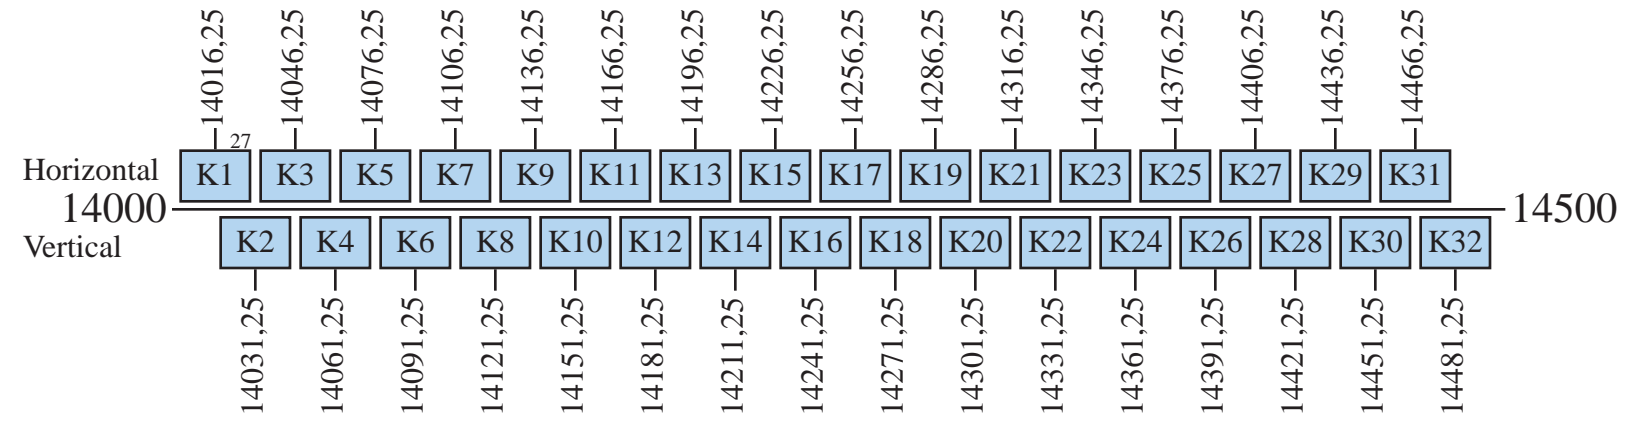 14016,25 14046,25 14076,25 14106,25 14136,25 14166,25 14196,25 14226,25 14256,25 14286,25 14316,25 14346,25 14376,25 14406,25 14436,25 14466,25
27
Horizontal K1 K3 K5 K7 K9 K11 K13 K15 K17 K19 K21 K23 K25 K27 K29 K31
14000 14500
Vertical K2 K4 K6 K8 K10 K12 K14 K16 K18 K20 K22 K24 K26 K28 K30 K32
14031,25 14061,25 14091,25 14121,25 14151,25 14181,25 14211,25 14241,25 14271,25 14301,25 14331,25 14361,25 14391,25 14421,25 14451,25 14481,25